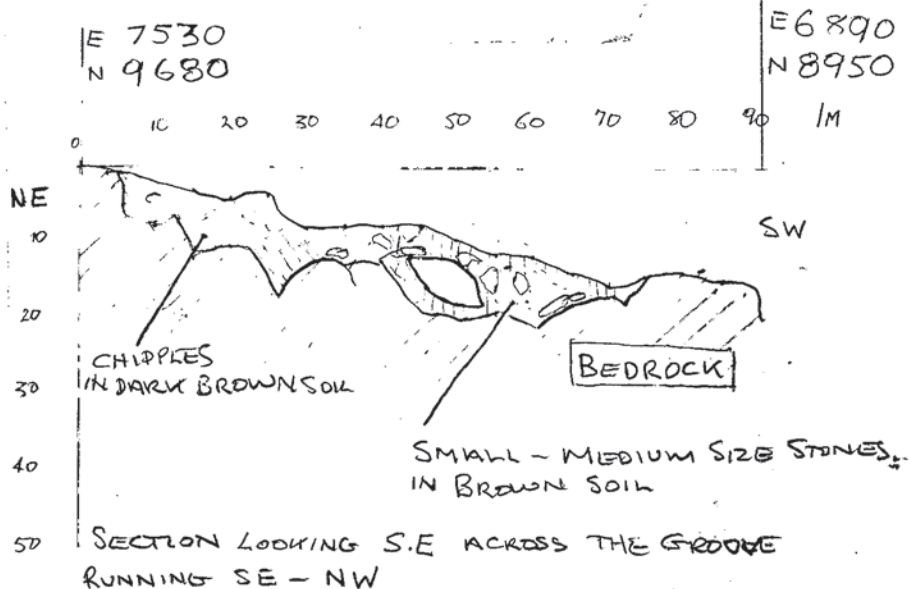 E 7530
N 9680
E 6890
N 8950
0 10 20 30 40 50 60 70 80 90 /M
NE
SW
10
20
30
40
50
CHIPPLES
IN DARK BROWN SOIL
BEDROCK
SMALL - MEDIUM SIZE STONES
IN BROWN SOIL
SECTION LOOKING S.E ACROSS THE GROOVE
RUNNING SE - NW